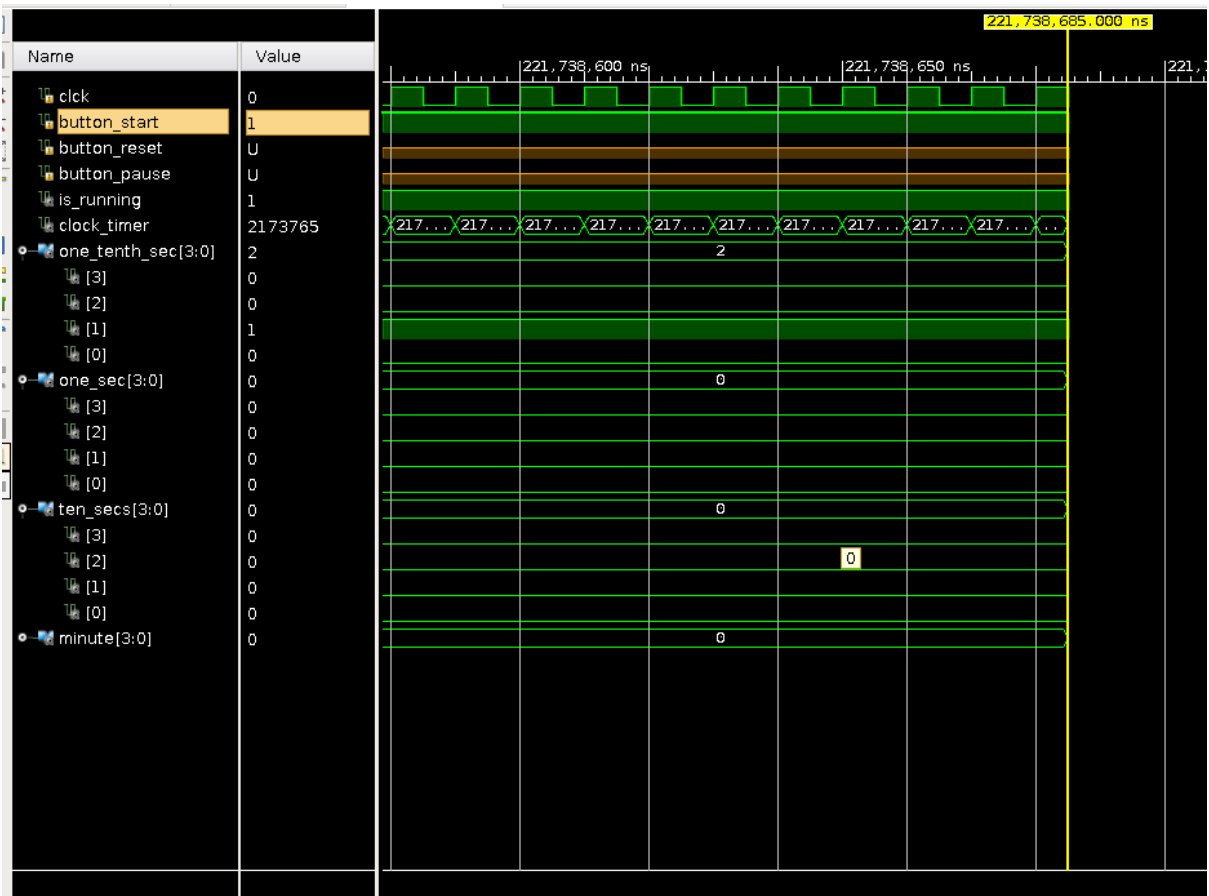 221,738,685.000 ns
Name Value
221,738,600 ns 221,738,650 ns 221,7
clck 0
button_start 1
button_reset U
button_pause U
is_running 1
clock_timer 2173765 217... 217... 217... 217... 217... 217... 217... 217... 217... 217... ..
one_tenth_sec[3:0] 2 2
[3] 0
[2] 0
[1] 1
[0] 0
one_sec[3:0] 0 0
[3] 0
[2] 0
[1] 0
[0] 0
ten_secs[3:0] 0 0
[3] 0
[2] 0 0
[1] 0
[0] 0
minute[3:0] 0 0